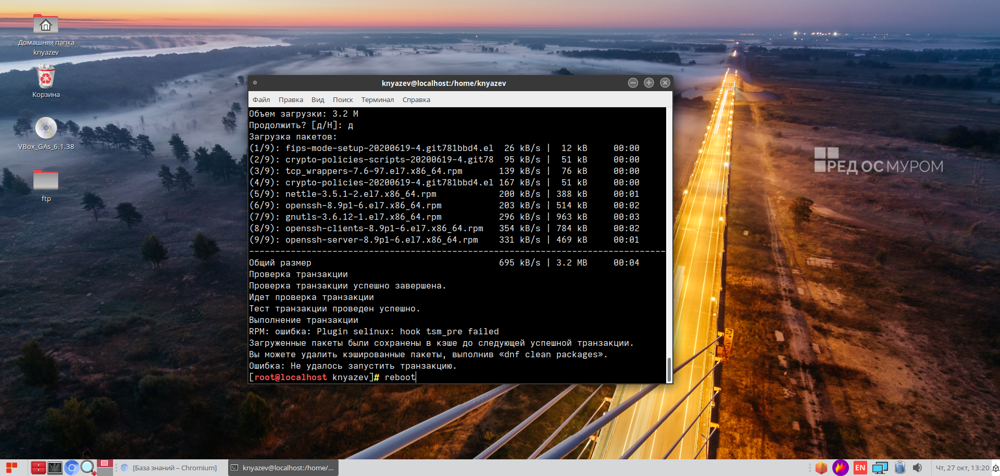 Домашняя папка
knyazev
Корзина
VBox_GAs_6.1.38
ftp
РЕД ОС МУРОМ
knyazev@localhost:/home/knyazev
Файл Правка Вид Поиск Терминал Справка
Объем загрузки: 3.2 M
Продолжить? [д/Н]: д
Загрузка пакетов:
(1/9): fips-mode-setup-20200619-4.git781bbd4.el 26 kB/s | 12 kB 00:00
(2/9): crypto-policies-scripts-20200619-4.git78 95 kB/s | 51 kB 00:00
(3/9): tcp_wrappers-7.6-97.el7.x86_64.rpm 139 kB/s | 76 kB 00:00
(4/9): crypto-policies-20200619-4.git781bbd4.el 167 kB/s | 51 kB 00:00
(5/9): nettle-3.5.1-2.el7.x86_64.rpm 200 kB/s | 388 kB 00:01
(6/9): openssh-8.9p1-6.el7.x86_64.rpm 203 kB/s | 514 kB 00:02
(7/9): gnutls-3.6.12-1.el7.x86_64.rpm 296 kB/s | 963 kB 00:03
(8/9): openssh-clients-8.9p1-6.el7.x86_64.rpm 354 kB/s | 784 kB 00:02
(9/9): openssh-server-8.9p1-6.el7.x86_64.rpm 331 kB/s | 469 kB 00:01
--------------------------------------------------------------------------------
Общий размер 695 kB/s | 3.2 MB 00:04
Проверка транзакции
Проверка транзакции успешно завершена.
Идет проверка транзакции
Тест транзакции проведен успешно.
Выполнение транзакции
RPM: ошибка: Plugin selinux: hook tsm_pre failed
Загруженные пакеты были сохранены в кэше до следующей успешной транзакции.
Вы можете удалить кэшированные пакеты, выполнив «dnf clean packages».
Ошибка: Не удалось запустить транзакцию.
[root@localhost knyazev]# reboot
[База знаний – Chromium]
knyazev@localhost:/home/...
EN
Чт, 27 окт, 13:20